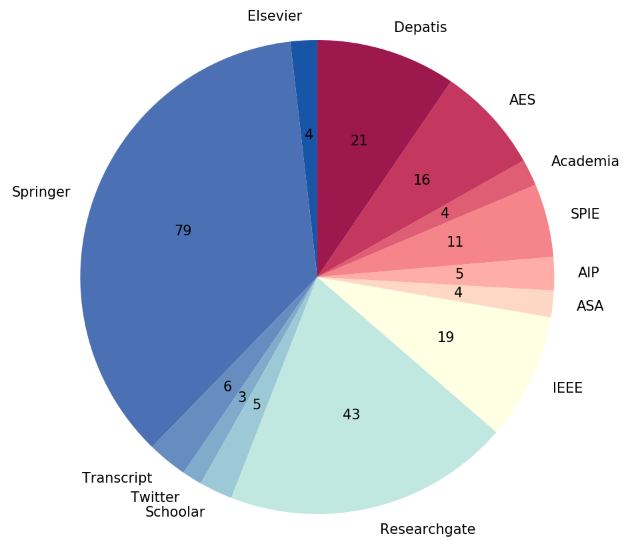 Elsevier
Depatis
AES
Academia
SPIE
AIP
ASA
IEEE
Researchgate
Schoolar
Twitter
Transcript
Springer
4
21
16
4
11
5
4
19
43
5
3
6
79